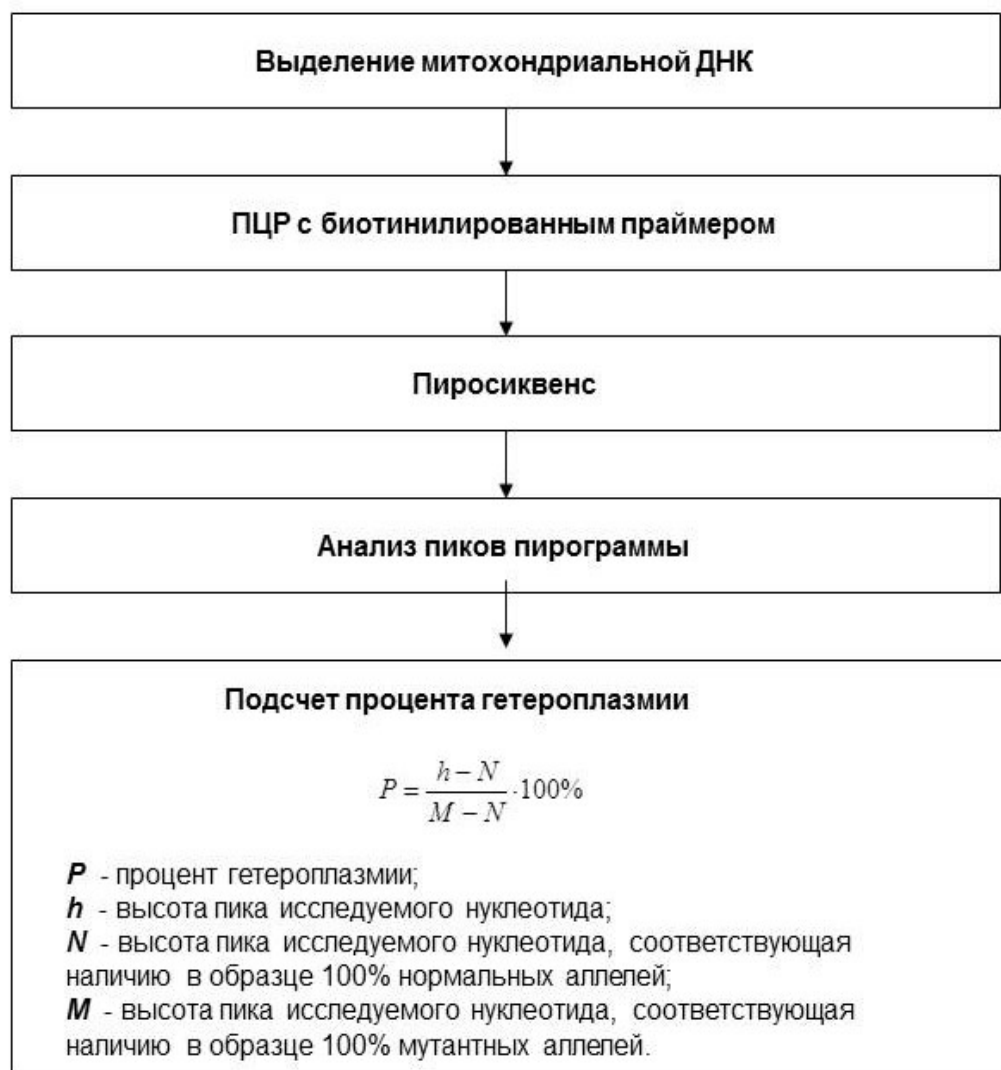 Выделение митохондриальной ДНК
ПЦР с биотинилированным праймером
Пиросиквенс
Анализ пиков пирограммы
Подсчет процента гетероплазмии
P = \frac{h - N}{M - N} \cdot 100%
P - процент гетероплазмии;
h - высота пика исследуемого нуклеотида;
N - высота пика исследуемого нуклеотида, соответствующая
наличию в образце 100% нормальных аллелей;
M - высота пика исследуемого нуклеотида, соответствующая
наличию в образце 100% мутантных аллелей.